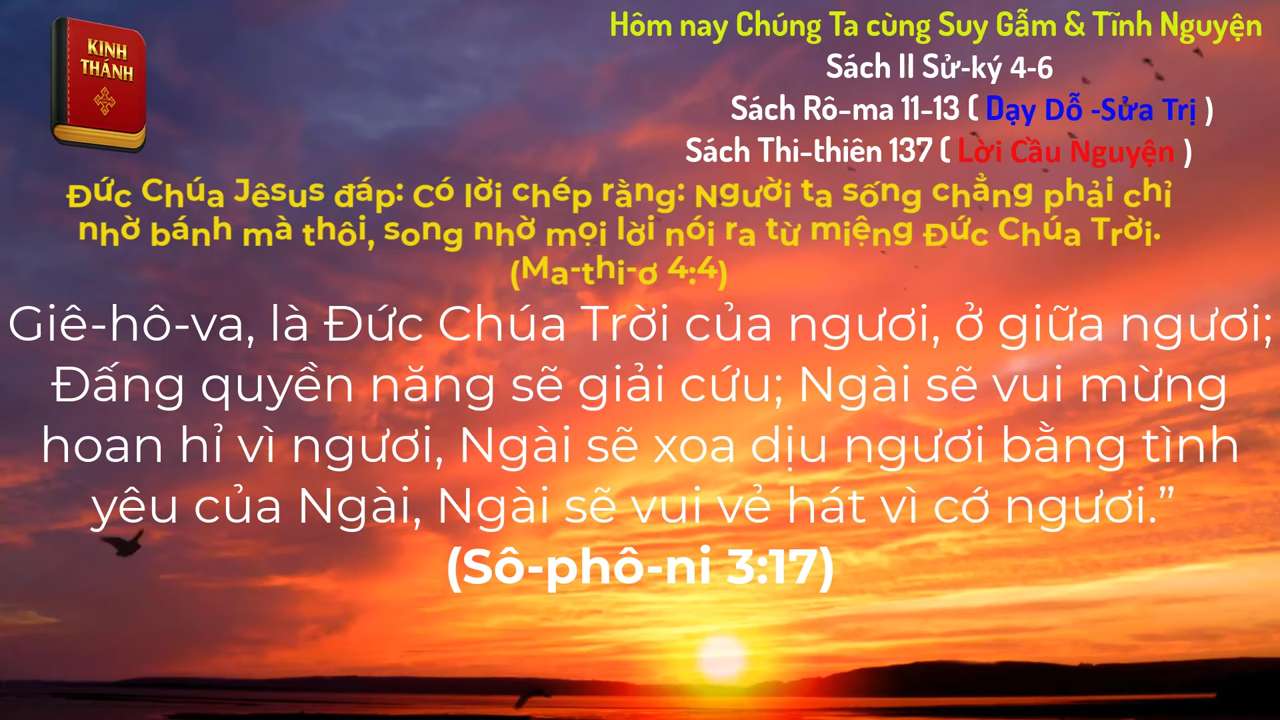 KINH
THÁNH
Hôm nay Chúng Ta cùng Suy Gẫm & Tĩnh Nguyện
Sách II Sử-ký 4-6
Sách Rô-ma 11-13 ( Dạy Dỗ -Sửa Trị )
Sách Thi-thiên 137 ( Lời Cầu Nguyện )
Đức Chúa Jêsus đáp: Có lời chép rằng: Người ta sống chẳng phải chỉ
nhờ bánh mà thôi, song nhờ mọi lời nói ra từ miệng Đức Chúa Trời.
(Ma-thi-ơ 4:4)
Giê-hô-va, là Đức Chúa Trời của ngươi, ở giữa ngươi;
Đấng quyền năng sẽ giải cứu; Ngài sẽ vui mừng
hoan hỉ vì ngươi, Ngài sẽ xoa dịu ngươi bằng tình
yêu của Ngài, Ngài sẽ vui vẻ hát vì cớ ngươi.”
(Sô-phô-ni 3:17)